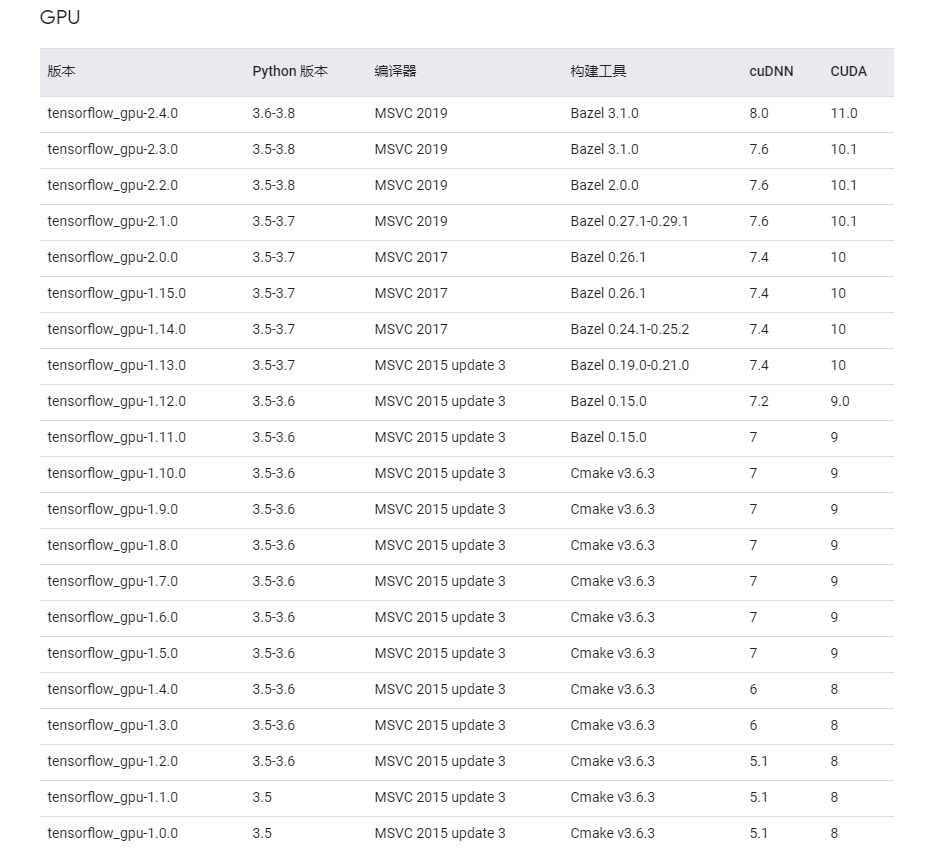 GPU
版本 Python 版本 编译器 构建工具 cuDNN CUDA
tensorflow_gpu-2.4.0 3.6-3.8 MSVC 2019 Bazel 3.1.0 8.0 11.0
tensorflow_gpu-2.3.0 3.5-3.8 MSVC 2019 Bazel 3.1.0 7.6 10.1
tensorflow_gpu-2.2.0 3.5-3.8 MSVC 2019 Bazel 2.0.0 7.6 10.1
tensorflow_gpu-2.1.0 3.5-3.7 MSVC 2019 Bazel 0.27.1-0.29.1 7.6 10.1
tensorflow_gpu-2.0.0 3.5-3.7 MSVC 2017 Bazel 0.26.1 7.4 10
tensorflow_gpu-1.15.0 3.5-3.7 MSVC 2017 Bazel 0.26.1 7.4 10
tensorflow_gpu-1.14.0 3.5-3.7 MSVC 2017 Bazel 0.24.1-0.25.2 7.4 10
tensorflow_gpu-1.13.0 3.5-3.7 MSVC 2015 update 3 Bazel 0.19.0-0.21.0 7.4 10
tensorflow_gpu-1.12.0 3.5-3.6 MSVC 2015 update 3 Bazel 0.15.0 7.2 9.0
tensorflow_gpu-1.11.0 3.5-3.6 MSVC 2015 update 3 Bazel 0.15.0 7 9
tensorflow_gpu-1.10.0 3.5-3.6 MSVC 2015 update 3 Cmake v3.6.3 7 9
tensorflow_gpu-1.9.0 3.5-3.6 MSVC 2015 update 3 Cmake v3.6.3 7 9
tensorflow_gpu-1.8.0 3.5-3.6 MSVC 2015 update 3 Cmake v3.6.3 7 9
tensorflow_gpu-1.7.0 3.5-3.6 MSVC 2015 update 3 Cmake v3.6.3 7 9
tensorflow_gpu-1.6.0 3.5-3.6 MSVC 2015 update 3 Cmake v3.6.3 7 9
tensorflow_gpu-1.5.0 3.5-3.6 MSVC 2015 update 3 Cmake v3.6.3 7 9
tensorflow_gpu-1.4.0 3.5-3.6 MSVC 2015 update 3 Cmake v3.6.3 6 8
tensorflow_gpu-1.3.0 3.5-3.6 MSVC 2015 update 3 Cmake v3.6.3 6 8
tensorflow_gpu-1.2.0 3.5-3.6 MSVC 2015 update 3 Cmake v3.6.3 5.1 8
tensorflow_gpu-1.1.0 3.5 MSVC 2015 update 3 Cmake v3.6.3 5.1 8
tensorflow_gpu-1.0.0 3.5 MSVC 2015 update 3 Cmake v3.6.3 5.1 8